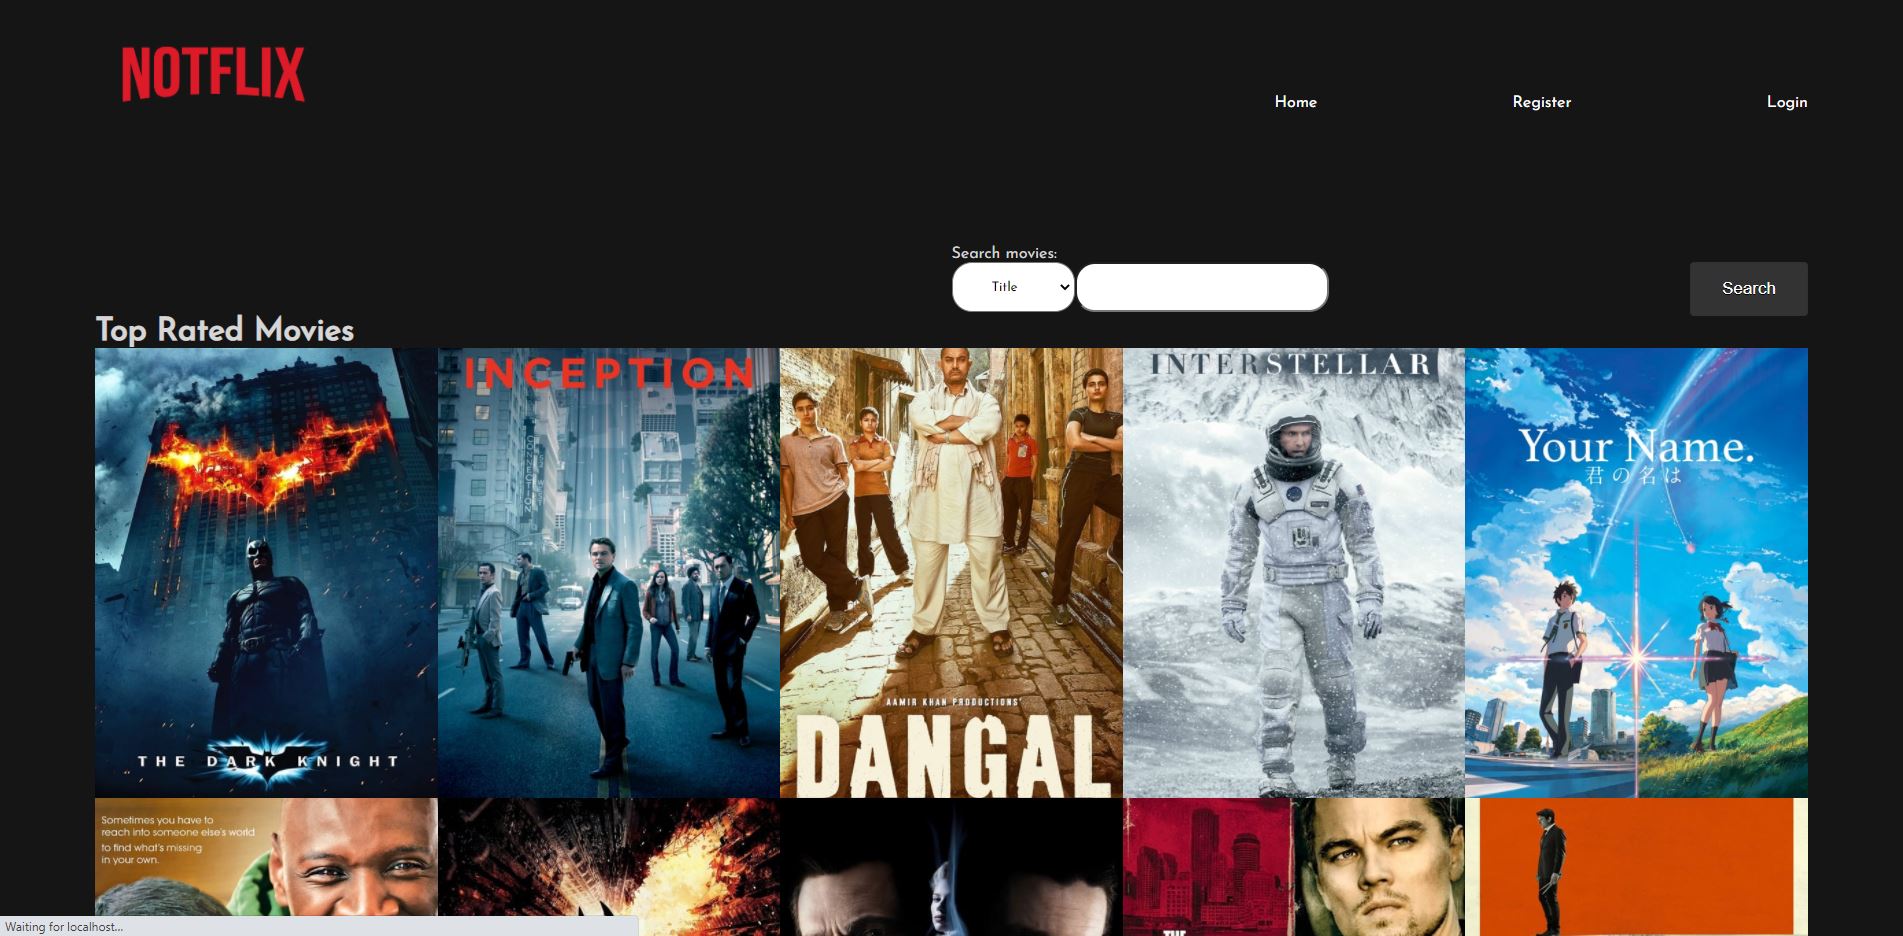 NOTFLIX
Home
Register
Login
Search movies:
Title
Search
Top Rated Movies
THE DARK KNIGHT
INCEPTION
AAMIR KHAN PRODUCTIONS'
DANGAL
INTERSTELLAR
Your Name.
君の名は
Sometimes you have to
reach into someone else's world
to find what's missing
in your own.
THE
Waiting for localhost...